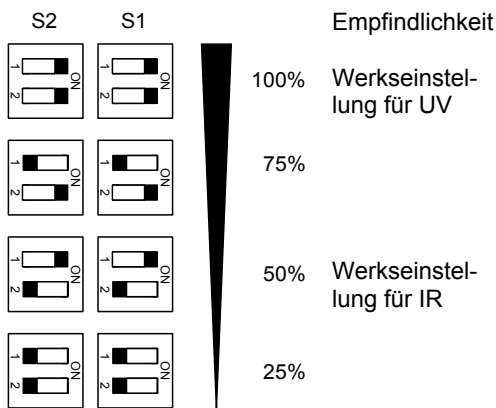 S2 S1 Empfindlichkeit
1 ON 1 ON
2 2
100% Werkseinstel-
lung für UV
1 ON 1 ON
2 2
75%
1 ON 1 ON
2 2
50% Werkseinstel-
lung für IR
1 ON 1 ON
2 2
25%